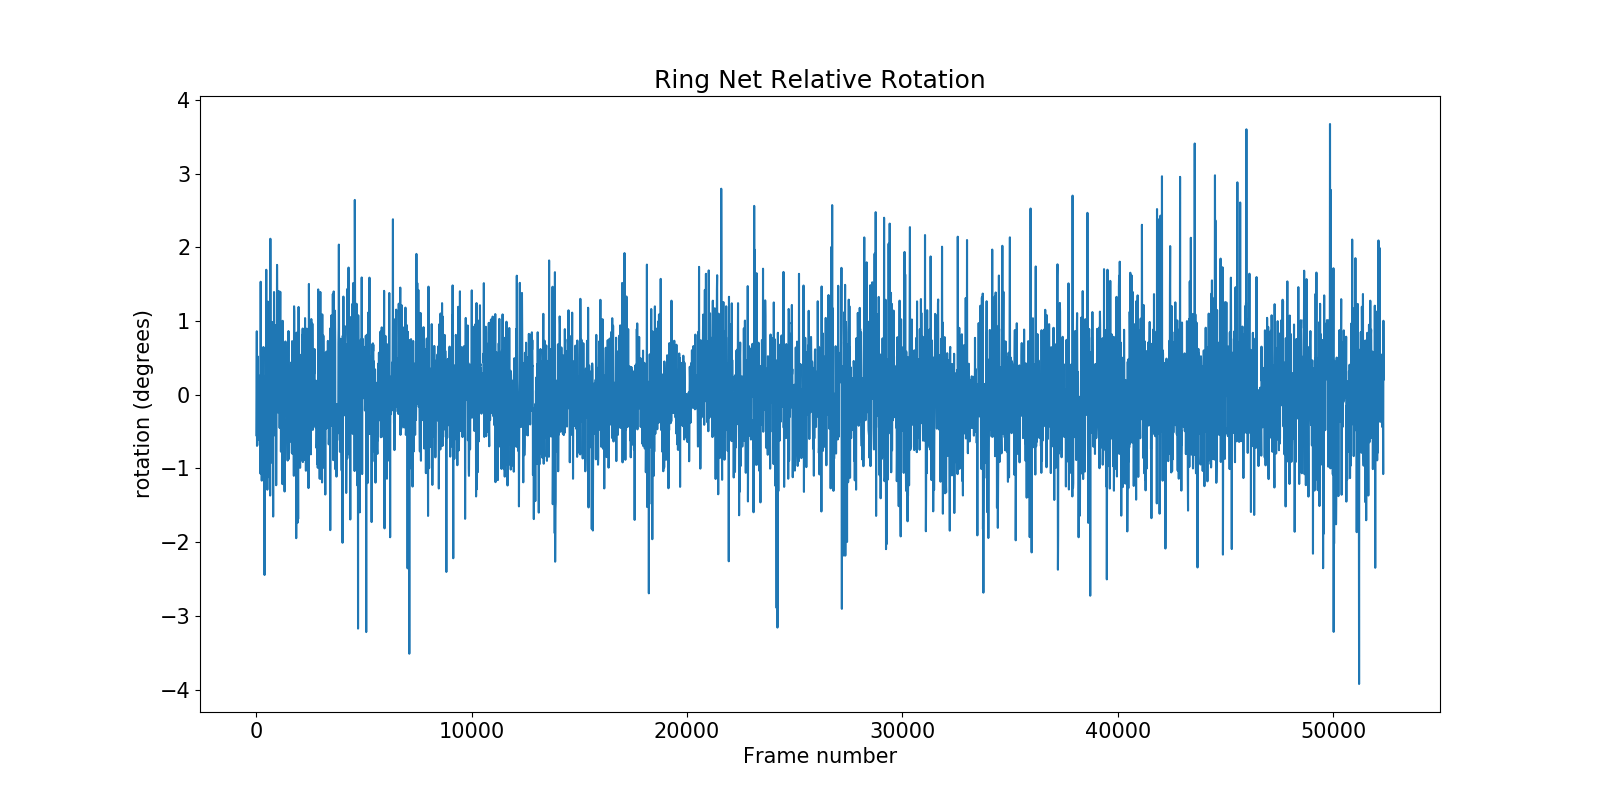 Ring Net Relative Rotation
4
3
2
1
0
−1
−2
−3
−4
rotation (degrees)
0 10000 20000 30000 40000 50000
Frame number